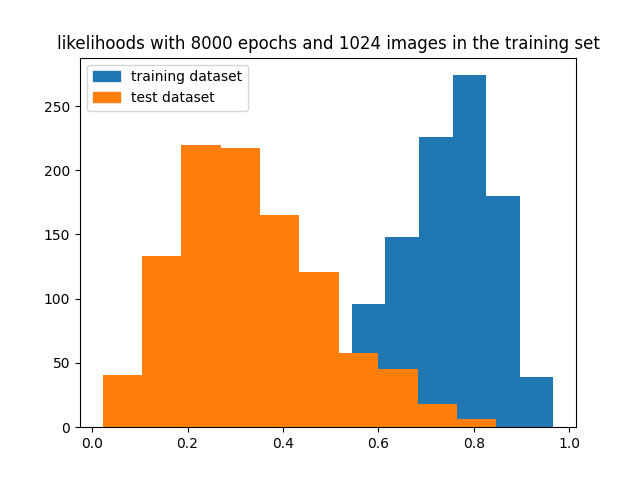 likelihoods with 8000 epochs and 1024 images in the training set
training dataset
test dataset
250
200
150
100
50
0
0.0 0.2 0.4 0.6 0.8 1.0